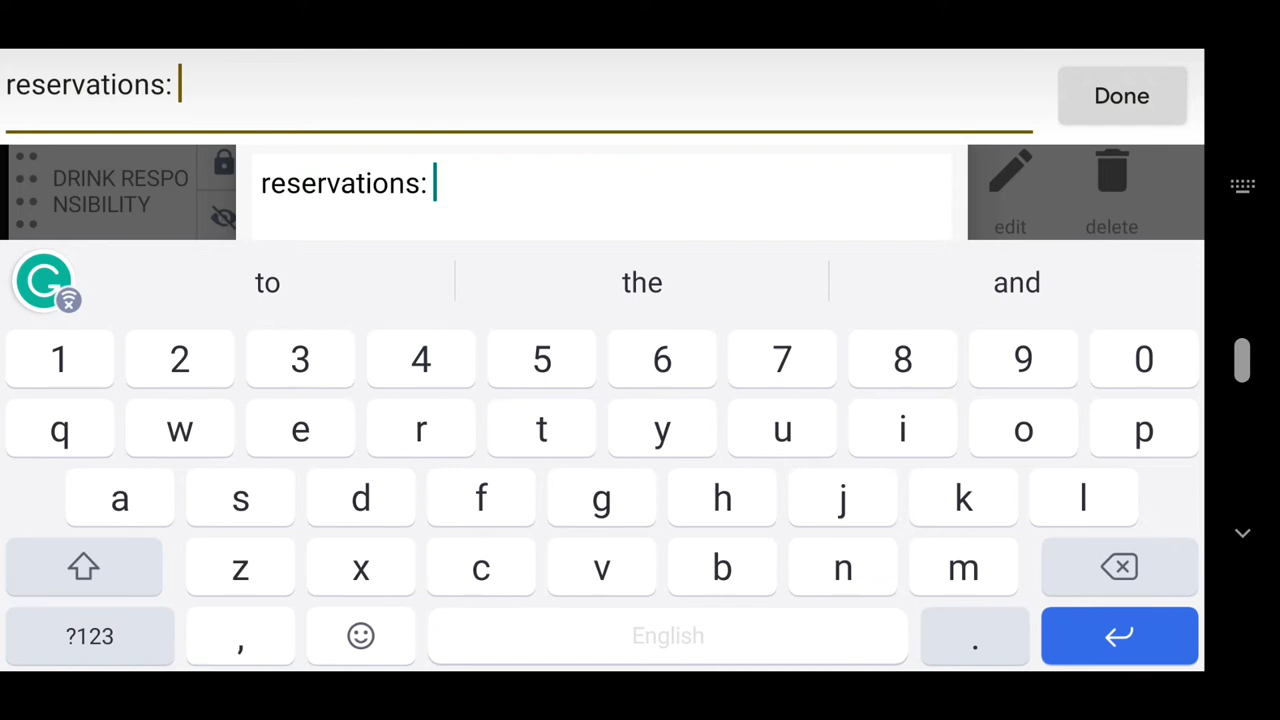 reservations:
Done
DRINK RESPO
NSIBILITY
reservations:
edit
delete
to
the
and
1 2 3 4 5 6 7 8 9 0
q w e r t y u i o p
a s d f g h j k l
z x c v b n m
?123 , English .